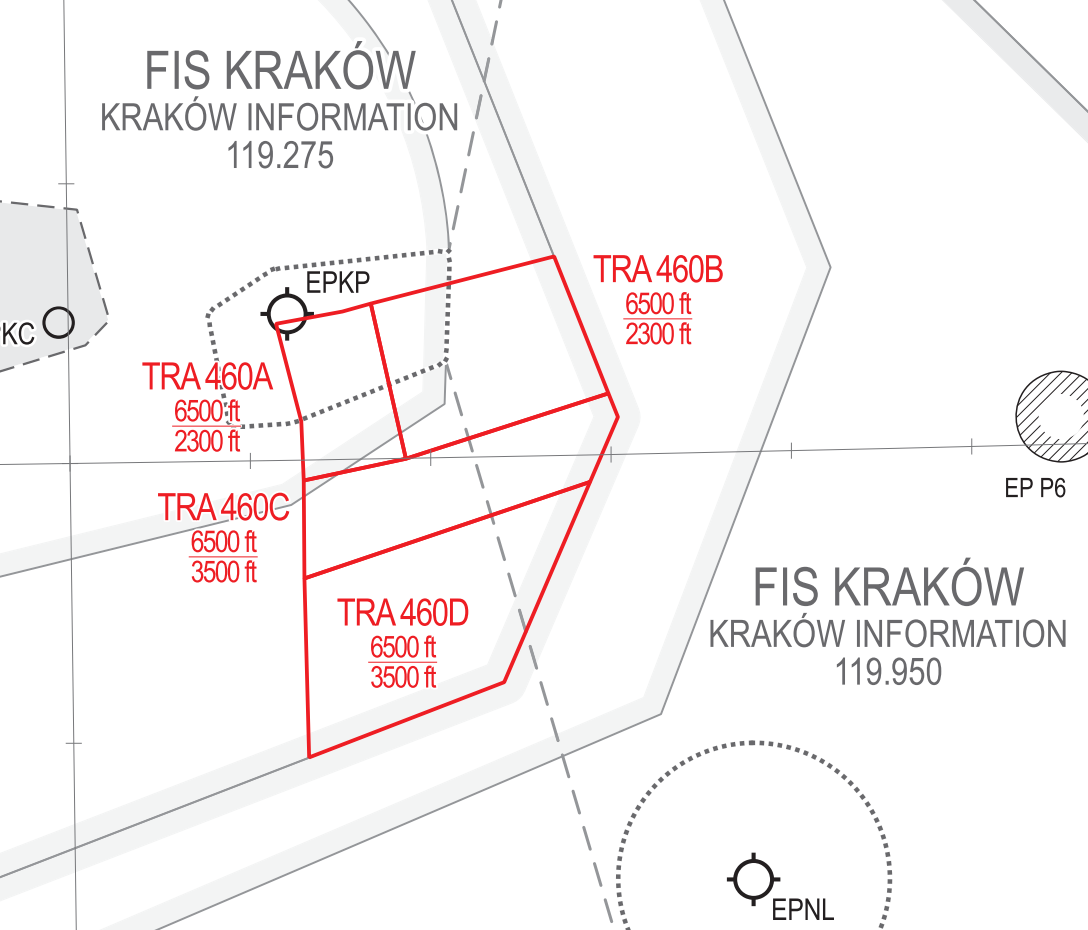 FIS KRAKÓW
KRAKÓW INFORMATION
119.275
EPKP
KC
TRA 460B
6500 ft
2300 ft
TRA 460A
6500 ft
2300 ft
TRA 460C
6500 ft
3500 ft
EP P6
TRA 460D
6500 ft
3500 ft
FIS KRAKÓW
KRAKÓW INFORMATION
119.950
EPNL